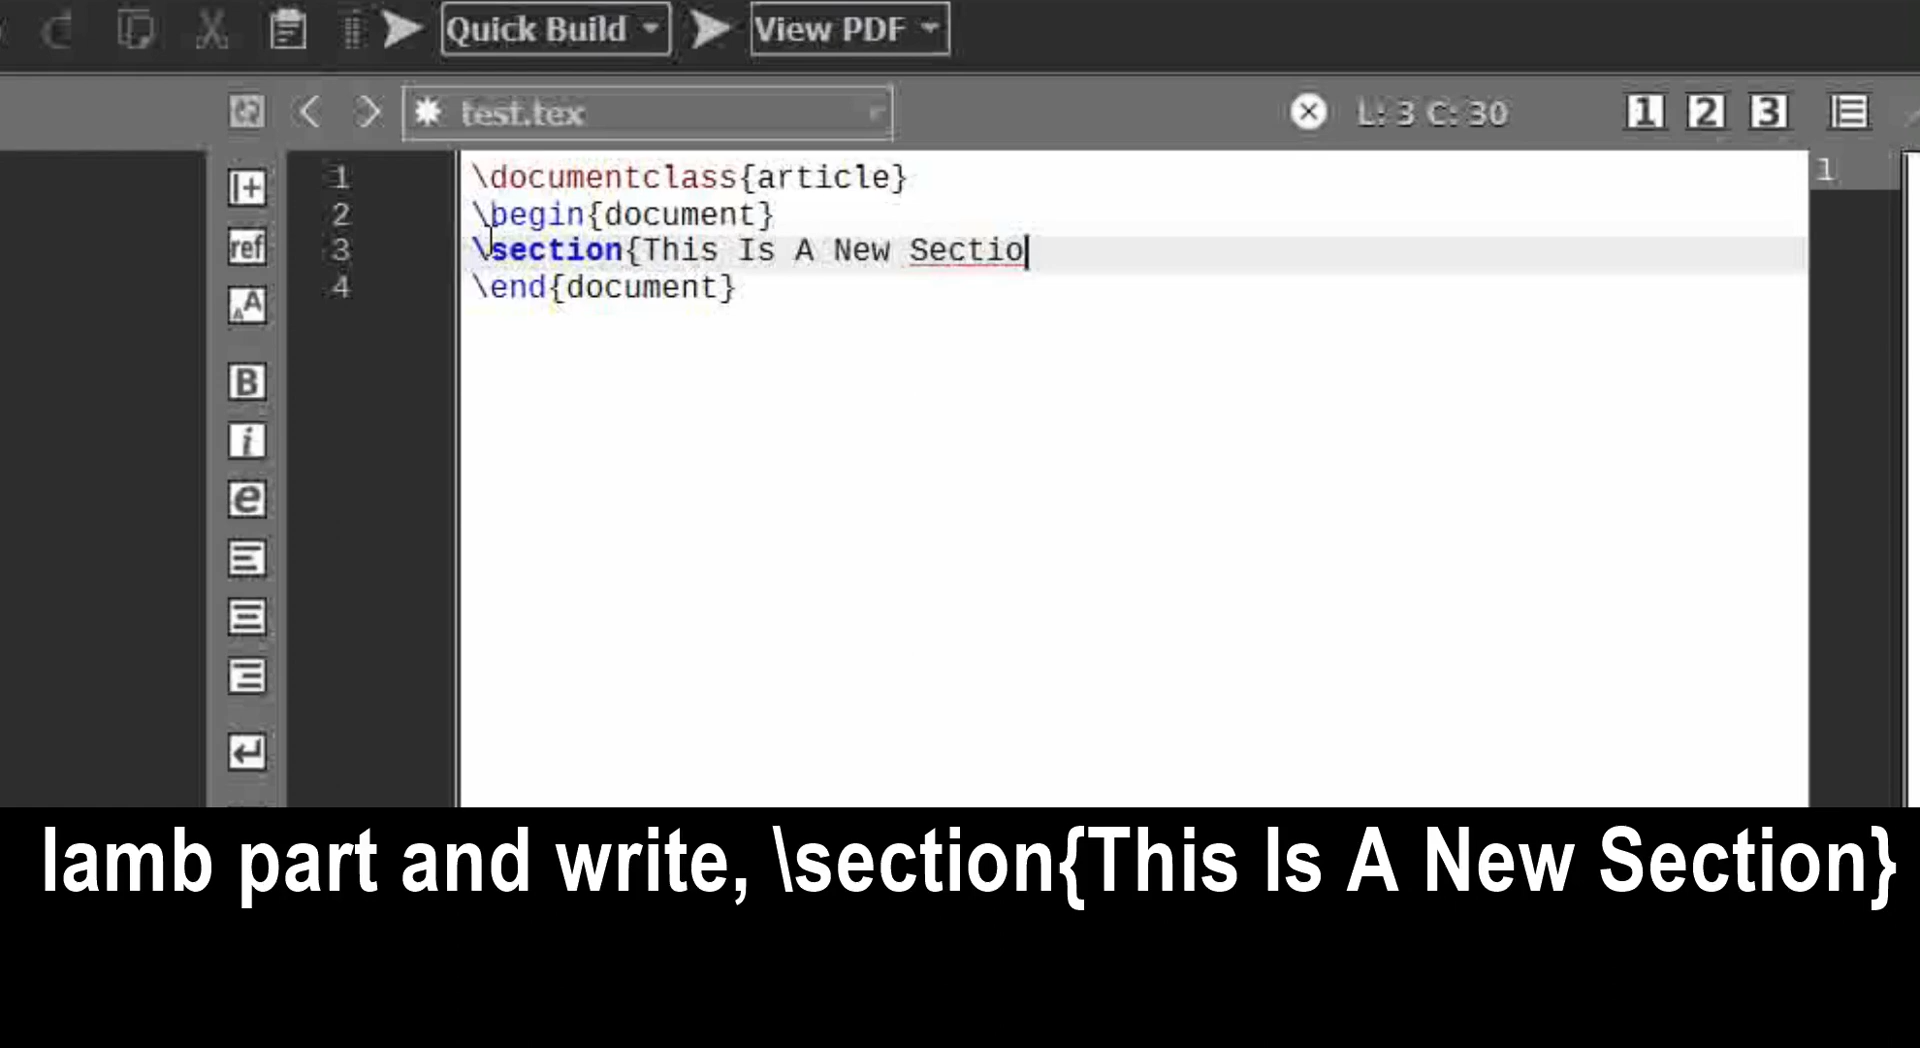 Quick Build View PDF
test.tex L: 3 C: 30 1 2 3
1 \documentclass{article} 1
2 \begin{document}
3 \section{This Is A New Sectio
4 \end{document}
ref
AA
B
i
e
lamb part and write, \section{This Is A New Section}